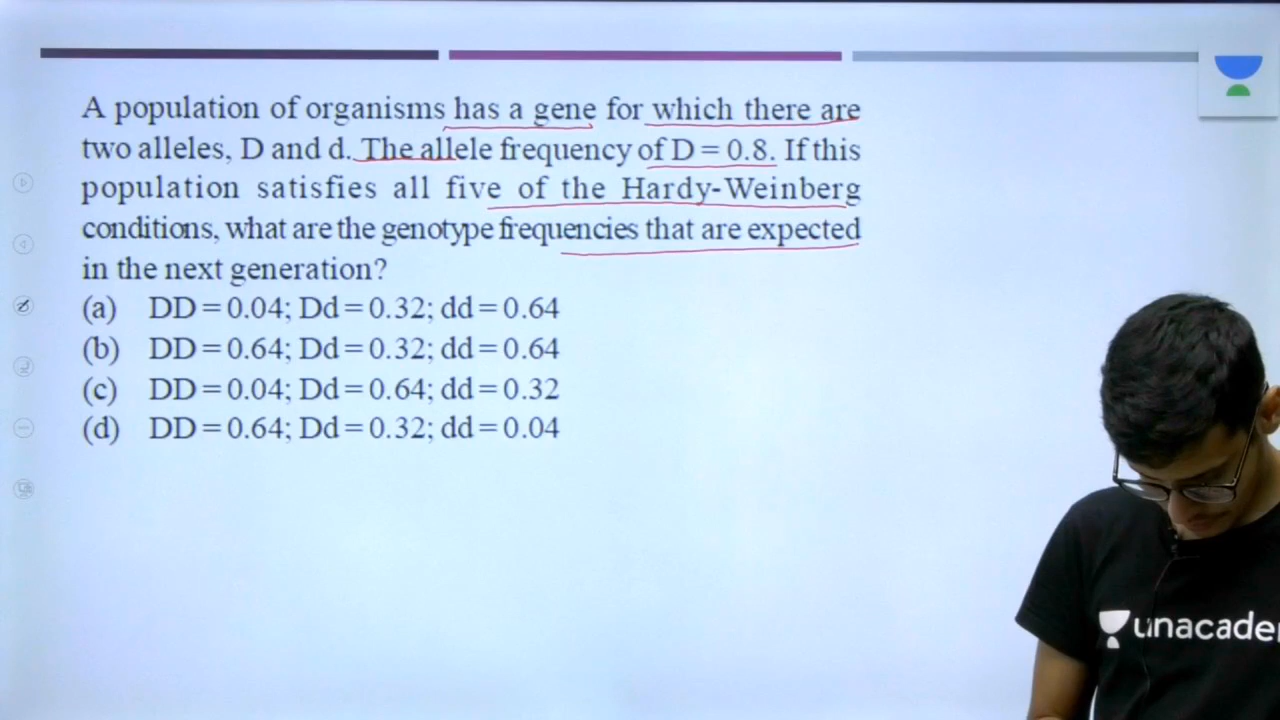 A population of organisms has a gene for which there are
two alleles, D and d. The allele frequency of D = 0.8. If this
population satisfies all five of the Hardy-Weinberg
conditions, what are the genotype frequencies that are expected
in the next generation?
(a) DD = 0.04; Dd = 0.32; dd = 0.64
(b) DD = 0.64; Dd = 0.32; dd = 0.64
(c) DD = 0.04; Dd = 0.64; dd = 0.32
(d) DD = 0.64; Dd = 0.32; dd = 0.04
unacade